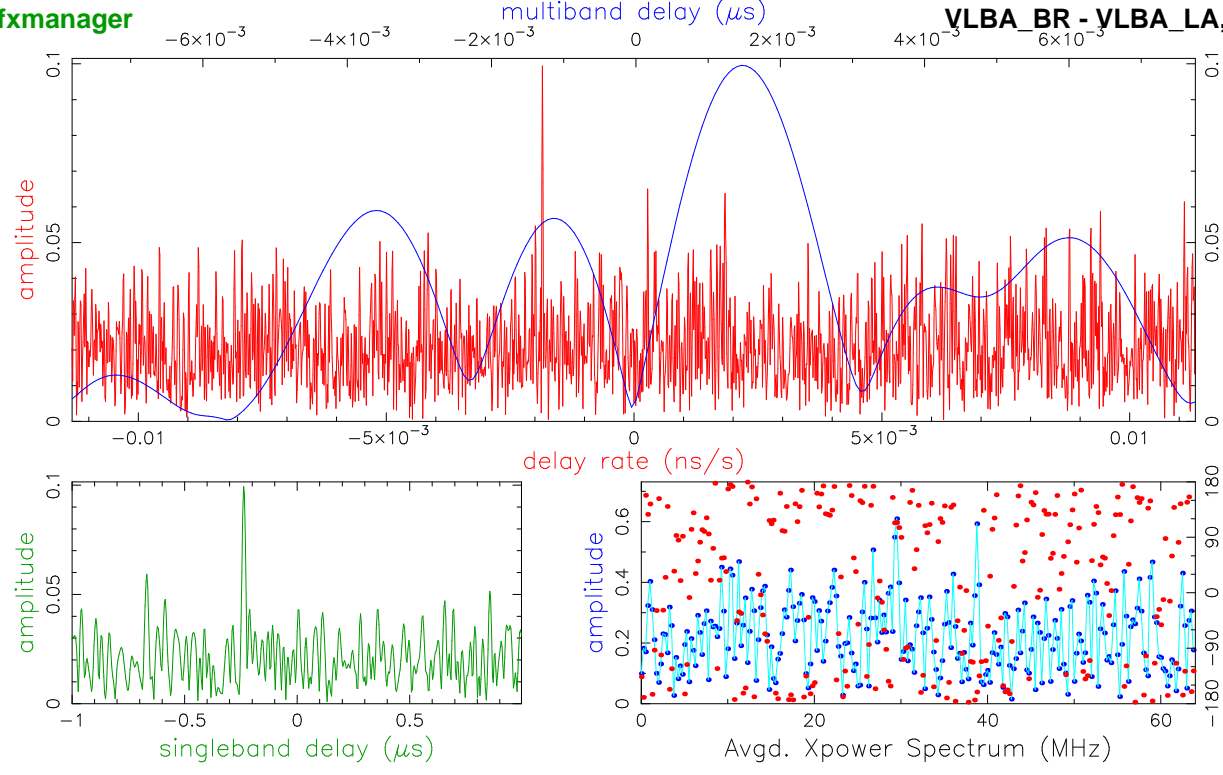 fxmanager
multiband delay (μs)
VLBA_BR - VLBA_LA,
−6×10⁻³ −4×10⁻³ −2×10⁻³ 0 2×10⁻³ 4×10⁻³ 6×10⁻³
amplitude
0 0.05 0.1
0 0.05 0.1
−0.01 −5×10⁻³ 0 5×10⁻³ 0.01
delay rate (ns/s)
amplitude
0 0.05 0.1
−1 −0.5 0 0.5
singleband delay (μs)
amplitude
0 0.2 0.4 0.6
−180 −90 0 90 180
0 20 40 60
Avgd. Xpower Spectrum (MHz)